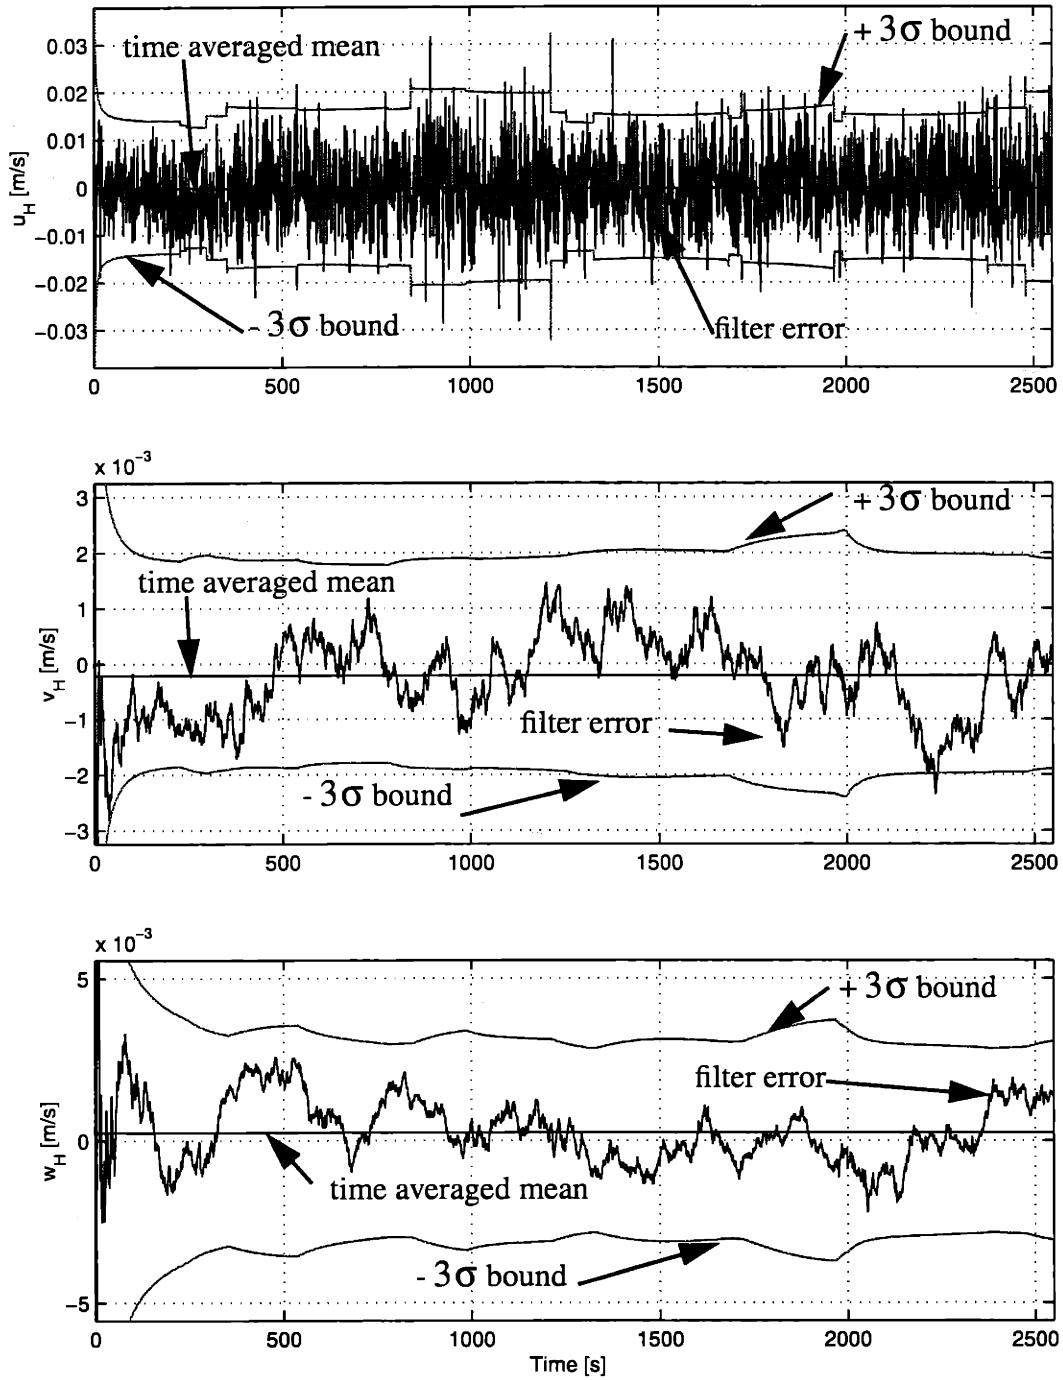 0.03
time averaged mean
+ 3σ bound
0.02
0.01
0
u_H [m/s]
−0.01
−0.02
- 3σ bound
filter error
−0.03
0 500 1000 1500 2000 2500
x 10⁻³
3
+ 3σ bound
2
time averaged mean
1
0
v_H [m/s]
filter error
−1
−2
- 3σ bound
−3
0 500 1000 1500 2000 2500
x 10⁻³
5
+ 3σ bound
filter error
w_H [m/s]
0
time averaged mean
- 3σ bound
−5
0 500 1000 1500 2000 2500
Time [s]